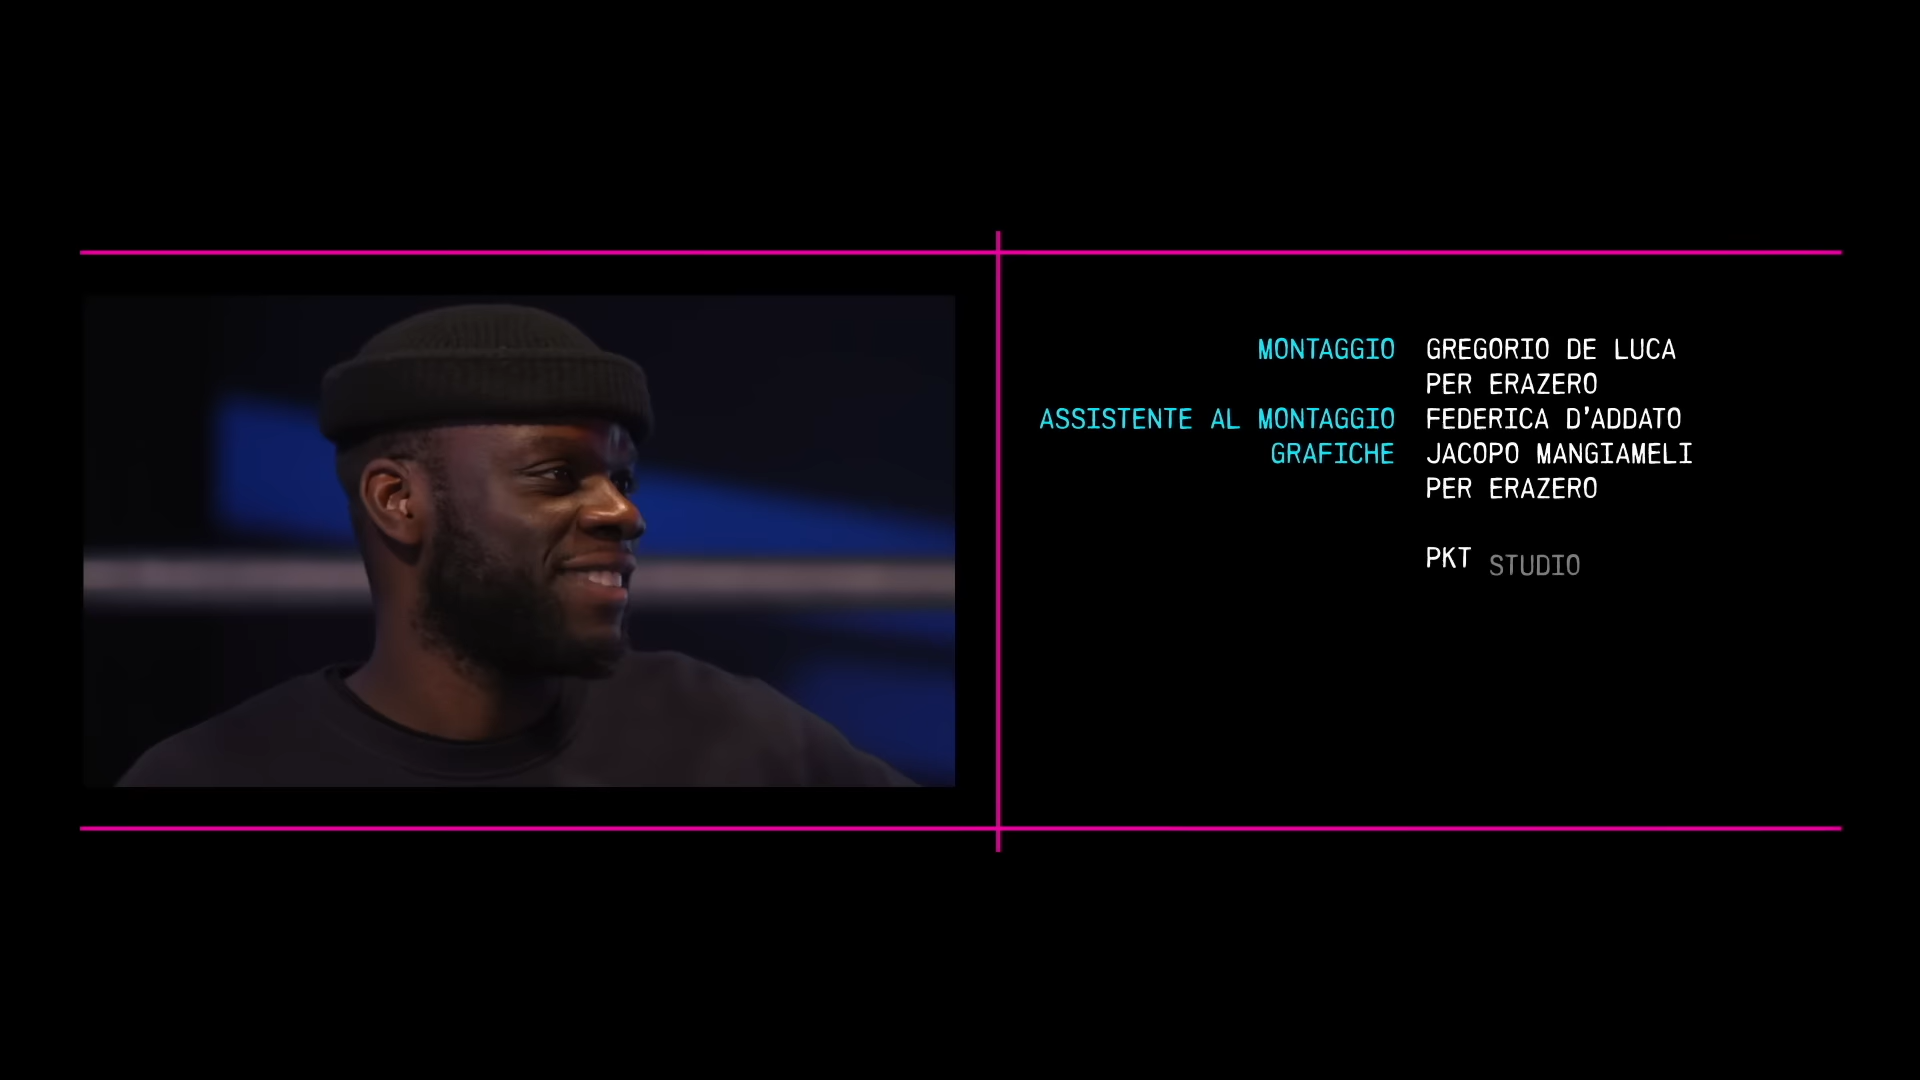 MONTAGGIO GREGORIO DE LUCA
PER ERAZERO
ASSISTENTE AL MONTAGGIO FEDERICA D'ADDATO
GRAFICHE JACOPO MANGIAMELI
PER ERAZERO
PKT STUDIO